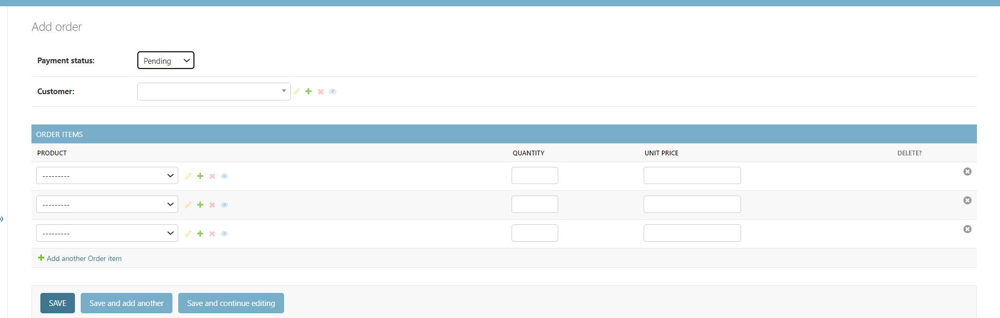 Add order
Payment status:
Pending
Customer:
ORDER ITEMS
PRODUCT QUANTITY UNIT PRICE DELETE?
---------
---------
---------
Add another Order item
SAVE Save and add another Save and continue editing